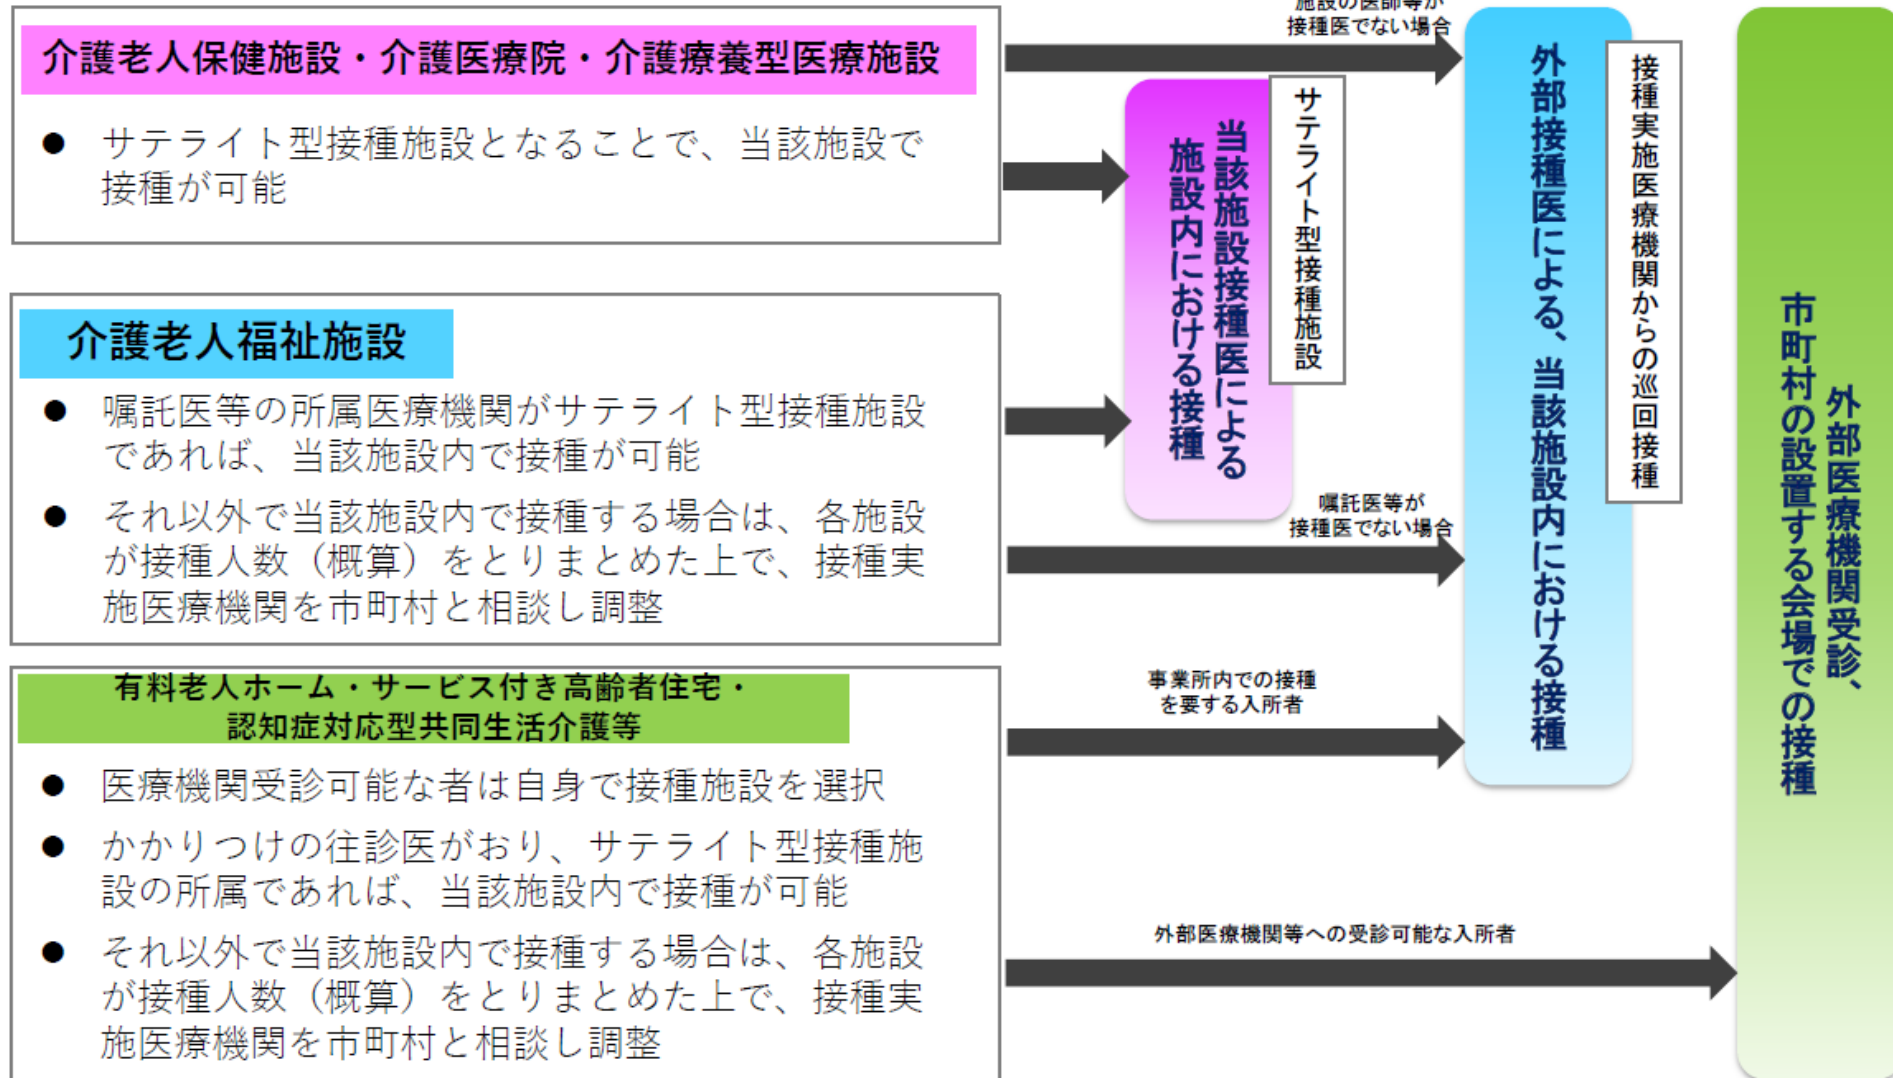 介護老人保健施設・介護医療院・介護療養型医療施設
● サテライト型接種施設となることで、当該施設で
接種が可能
介護老人福祉施設
● 嘱託医等の所属医療機関がサテライト型接種施設
であれば、当該施設内で接種が可能
● それ以外で当該施設内で接種する場合は、各施設
が接種人数（概算）をとりまとめた上で、接種実
施医療機関を市町村と相談し調整
有料老人ホーム・サービス付き高齢者住宅・
認知症対応型共同生活介護等
● 医療機関受診可能な者は自身で接種施設を選択
● かかりつけの往診医がおり、サテライト型接種施
設の所属であれば、当該施設内で接種が可能
● それ以外で当該施設内で接種する場合は、各施設
が接種人数（概算）をとりまとめた上で、接種実
施医療機関を市町村と相談し調整
施設の医師等が
接種医でない場合
当該施設接種医による
施設内における接種
サテライト型接種施設
嘱託医等が
接種医でない場合
事業所内での接種
を要する入所者
外部医療機関等への受診可能な入所者
外部接種医による、当該施設内における接種
接種実施医療機関からの巡回接種
外部医療機関受診、
市町村の設置する会場での接種